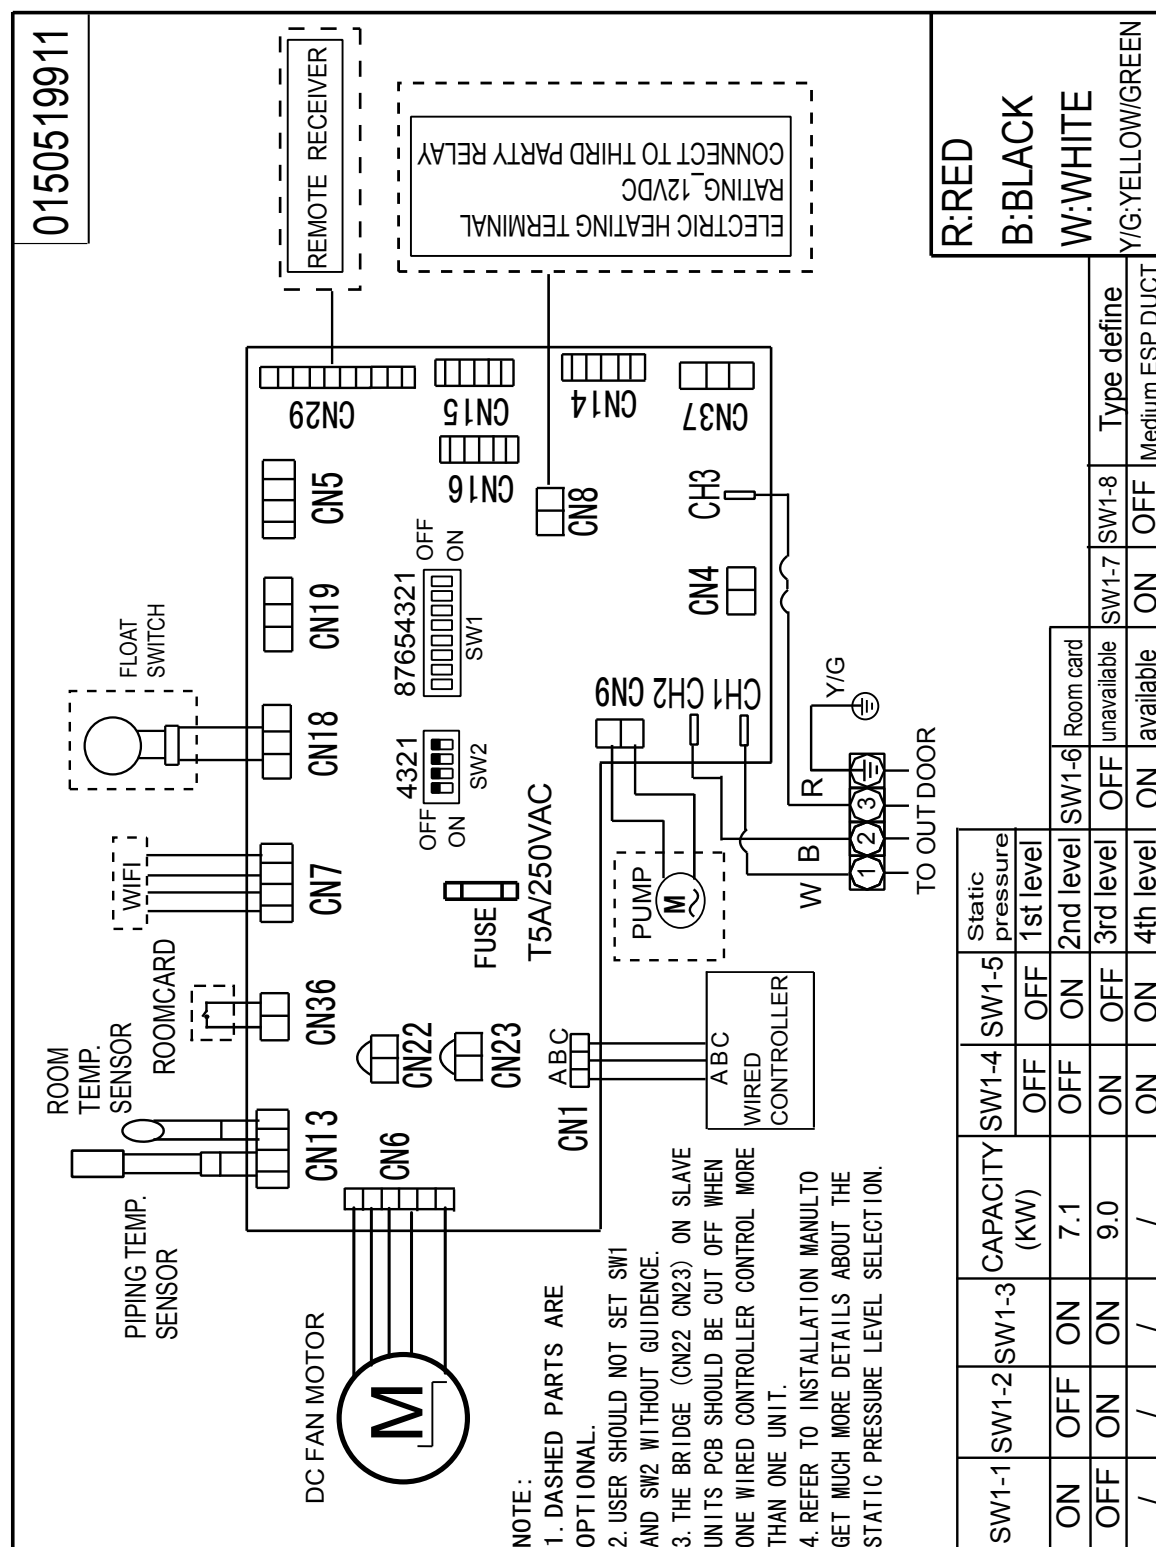 0150519911
REMOTE RECEIVER
ELECTRIC HEATING TERMINAL
RATING_12VDC
CONNECT TO THIRD PARTY RELAY
R:RED
B:BLACK
W:WHITE
Y/G:YELLOW/GREEN
FLOAT
SWITCH
WIFI
ROOMCARD
ROOM
TEMP.
SENSOR
PIPING TEMP.
SENSOR
DC FAN MOTOR
M
CN13
CN36
CN7
CN18
CN19
CN5
CN29
CN15
CN16
CN14
CN37
CN8
CH3
CN4
CN9
CH2
CH1
CN6
CN22
CN23
CN1
A B C
A B C
WIRED
CONTROLLER
FUSE
T5A/250VAC
4321
OFF
ON
SW2
87654321
OFF
ON
SW1
PUMP
M
W
B
R
Y/G
1
2
3
TO OUT DOOR
NOTE:
1. DASHED PARTS ARE
OPTIONAL.
2. USER SHOULD NOT SET SW1
AND SW2 WITHOUT GUIDENCE.
3. THE BRIDGE (CN22 CN23) ON SLAVE
UNITS PCB SHOULD BE CUT OFF WHEN
ONE WIRED CONTROLLER CONTROL MORE
THAN ONE UNIT.
4. REFER TO INSTALLATION MANULTO
GET MUCH MORE DETAILS ABOUT THE
STATIC PRESSURE LEVEL SELECTION.
SW1-1 SW1-2 SW1-3 CAPACITY (KW)
ON OFF ON 7.1
OFF ON ON 9.0
/ / / /
SW1-4 SW1-5 Static pressure
OFF OFF 1st level
OFF ON 2nd level
ON OFF 3rd level
ON ON 4th level
SW1-6 Room card
OFF unavailable
ON available
SW1-7 SW1-8 Type define
ON OFF Medium ESP DUCT